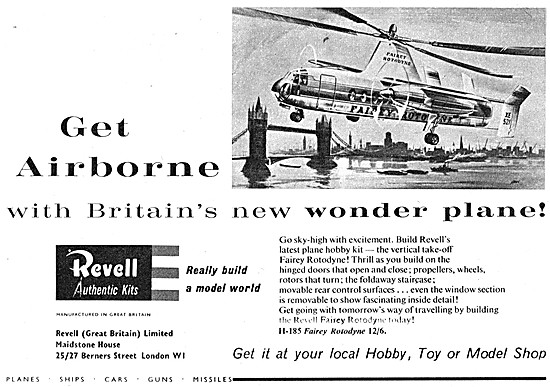 FAIREY
ROTODYNE
FAIREY ROTODYNE
XE
521
Get
Airborne
with Britain's new wonder plane!
Revell
Authentic Kits
MANUFACTURED IN GREAT BRITAIN
Really build
a model world
Revell (Great Britain) Limited
Maidstone House
25/27 Berners Street London W1
Go sky-high with excitement. Build Revell's
latest plane hobby kit — the vertical take-off
Fairey Rotodyne! Thrill as you build on the
hinged doors that open and close; propellers, wheels,
rotors that turn; the foldaway staircase;
movable rear control surfaces . . . even the window section
is removable to show fascinating inside detail!
Get going with tomorrow's way of travelling by building
the Revell Fairey Rotodyne today!
H-185 Fairey Rotodyne 12/6.
Get it at your local Hobby, Toy or Model Shop
PLANES · SHIPS · CARS · GUNS · MISSILES